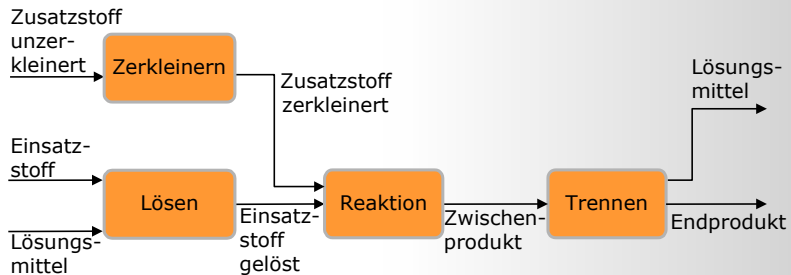 Zusatzstoff
unzer-
kleinert
Zerkleinern
Zusatzstoff
zerkleinert
Lösungs-
mittel
Einsatz-
stoff
Lösen
Lösungs-
mittel
Einsatz-
stoff
gelöst
Reaktion
Zwischen-
produkt
Trennen
Endprodukt